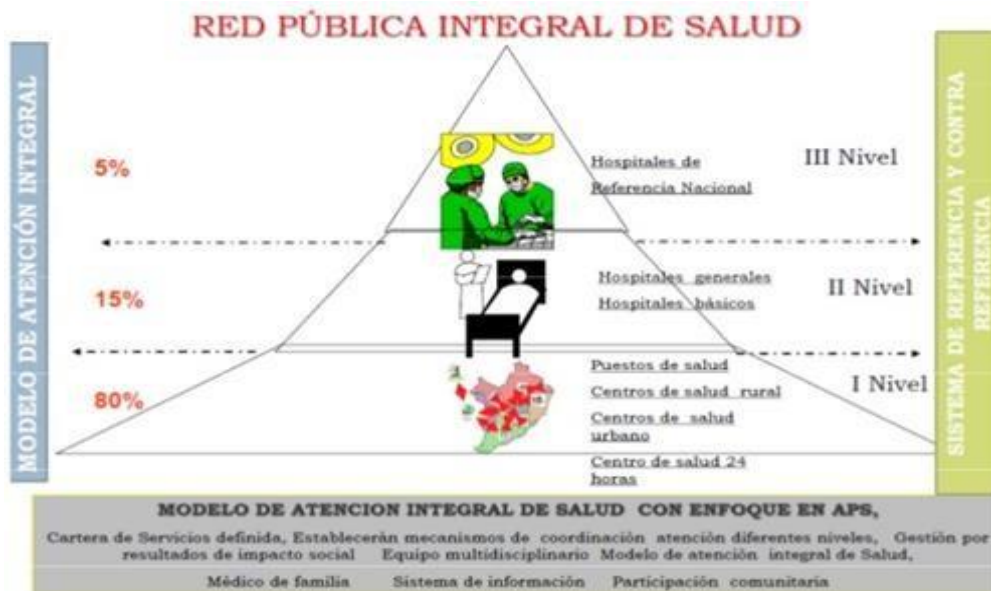 RED PÚBLICA INTEGRAL DE SALUD
MODELO DE ATENCIÓN INTEGRAL
5%
Hospitales de
Referencia Nacional
III Nivel
15%
Hospitales generales
Hospitales básicos
II Nivel
80%
Puestos de salud
Centros de salud rural
Centros de salud
urbano
Centro de salud 24
horas
I Nivel
SISTEMA DE REFERENCIA Y CONTRA
REFERENCIA
MODELO DE ATENCION INTEGRAL DE SALUD CON ENFOQUE EN APS,
Cartera de Servicios definida, Establecerán mecanismos de coordinación atención diferentes niveles, Gestión por
resultados de impacto social Equipo multidisciplinario Modelo de atención integral de Salud,
Médico de familia Sistema de información Participación comunitaria